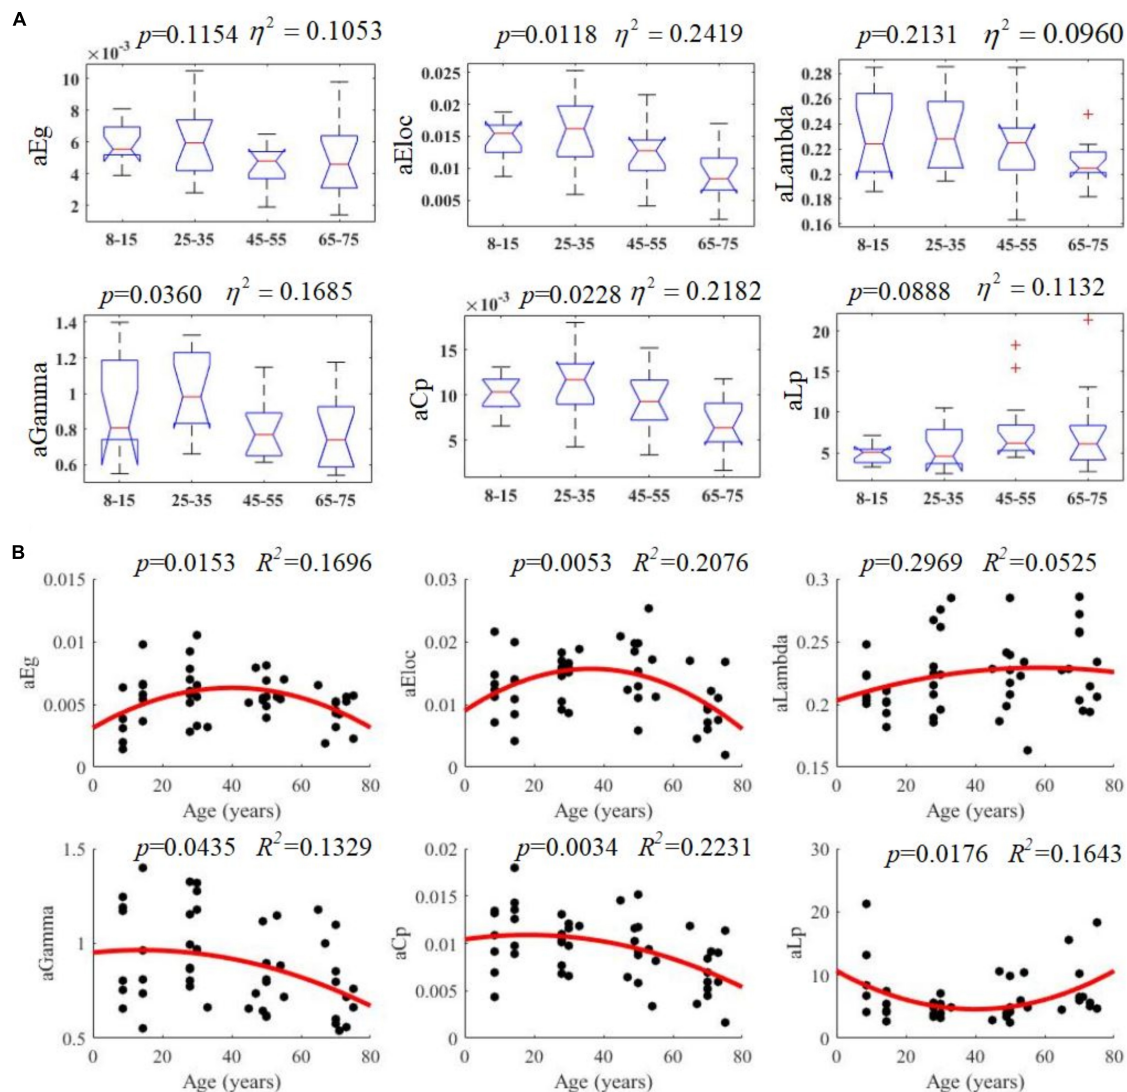 A
p=0.1154 η² = 0.1053
×10⁻³
10
8
6
4
2
aEg
8-15 25-35 45-55 65-75
p=0.0118 η² = 0.2419
0.025
0.02
0.015
0.01
0.005
aEloc
8-15 25-35 45-55 65-75
p=0.2131 η² = 0.0960
0.28
0.26
0.24
0.22
0.2
0.18
0.16
aLambda
8-15 25-35 45-55 65-75
p=0.0360 η² = 0.1685
1.4
1.2
1
0.8
0.6
aGamma
8-15 25-35 45-55 65-75
×10⁻³ p=0.0228 η² = 0.2182
15
10
5
aCp
8-15 25-35 45-55 65-75
p=0.0888 η² = 0.1132
20
15
10
5
aLp
8-15 25-35 45-55 65-75
B
p=0.0153 R²=0.1696
0.015
0.01
0.005
0
aEg
0 20 40 60 80
Age (years)
p=0.0053 R²=0.2076
0.03
0.02
0.01
0
aEloc
0 20 40 60 80
Age (years)
p=0.2969 R²=0.0525
0.3
0.25
0.2
0.15
aLambda
0 20 40 60 80
Age (years)
p=0.0435 R²=0.1329
1.5
1
0.5
aGamma
0 20 40 60 80
Age (years)
p=0.0034 R²=0.2231
0.02
0.015
0.01
0.005
0
aCp
0 20 40 60 80
Age (years)
p=0.0176 R²=0.1643
30
20
10
0
aLp
0 20 40 60 80
Age (years)